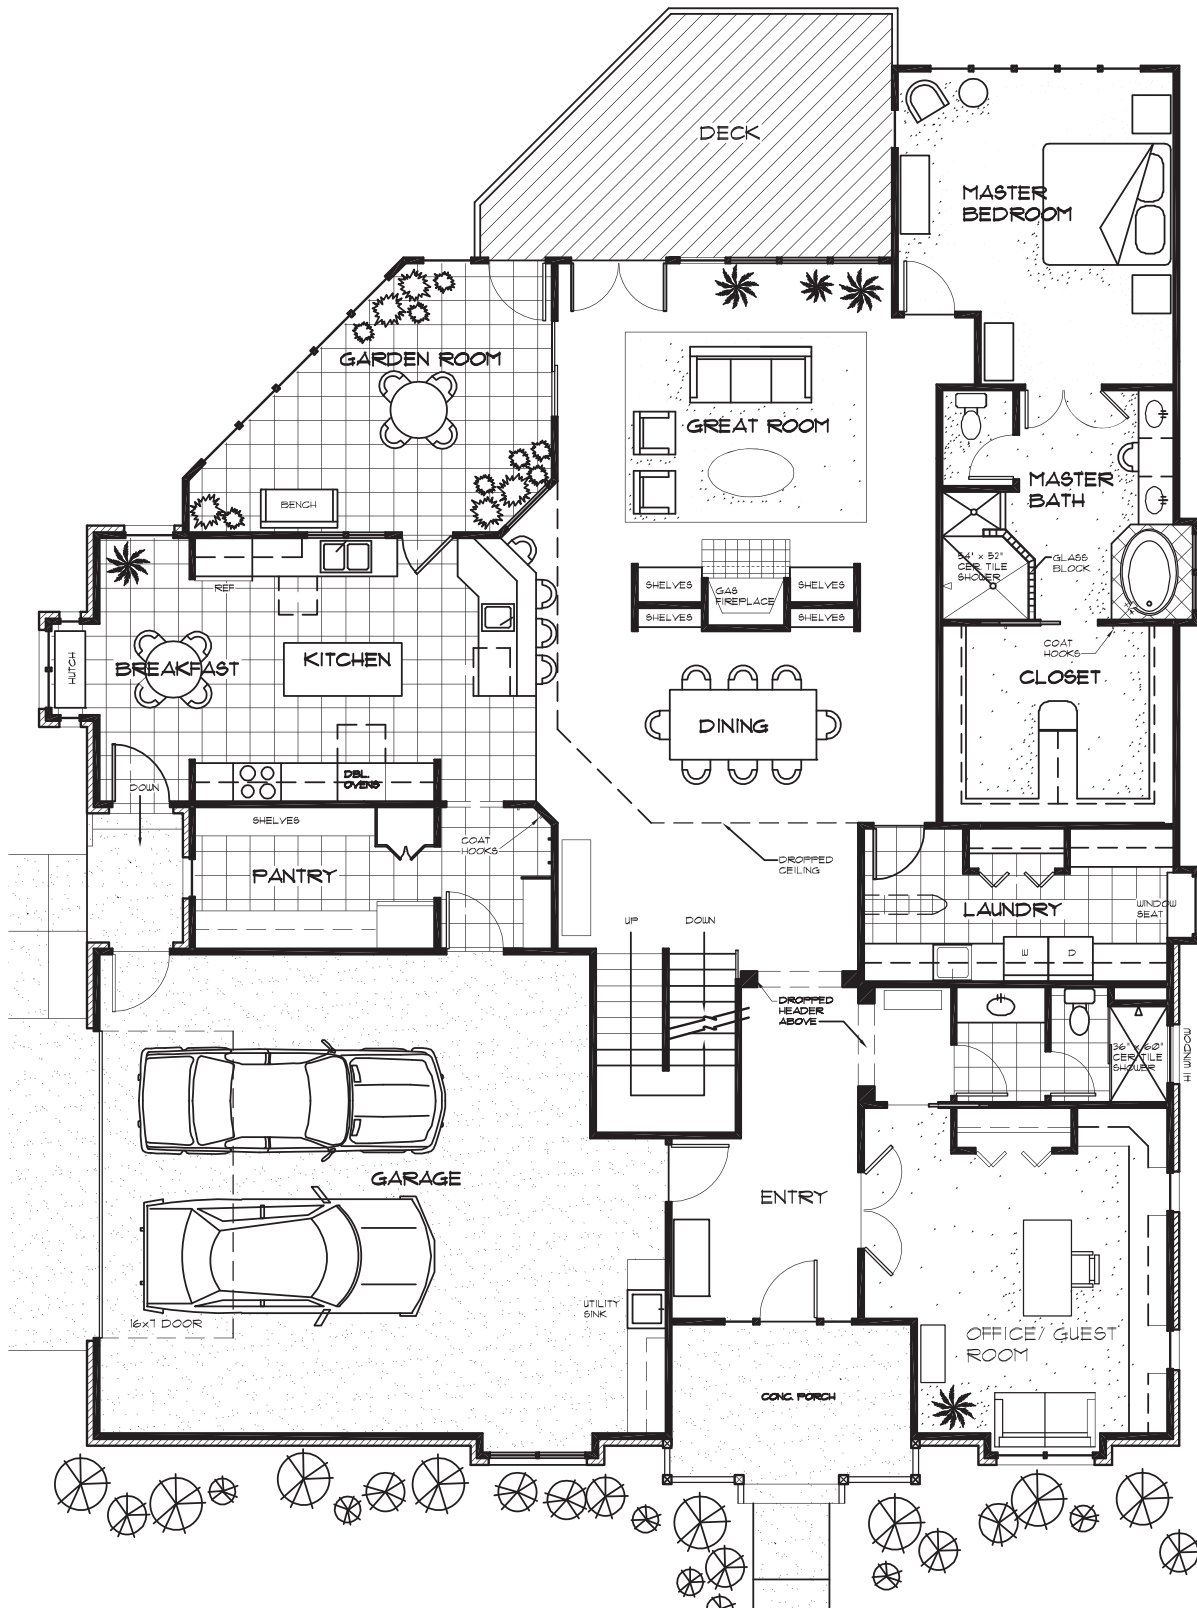 DECK
MASTER
BEDROOM
GARDEN ROOM
GREAT ROOM
BENCH
MASTER
BATH
REF
54" x 52"
CER. TILE
SHOWER
GLASS
BLOCK
SHELVES
GAS
FIREPLACE
SHELVES
SHELVES
SHELVES
COAT
HOOKS
HUTCH
BREAKFAST
KITCHEN
CLOSET
DINING
DBL.
OVENS
DOWN
SHELVES
COAT
HOOKS
DROPPED
CEILING
PANTRY
LAUNDRY
WINDOW
SEAT
UP
DOWN
W
D
DROPPED
HEADER
ABOVE
36" x 60"
CER. TILE
SHOWER
WINDOW H
GARAGE
ENTRY
UTILITY
SINK
16x7 DOOR
OFFICE/ GUEST
ROOM
CONC. PORCH